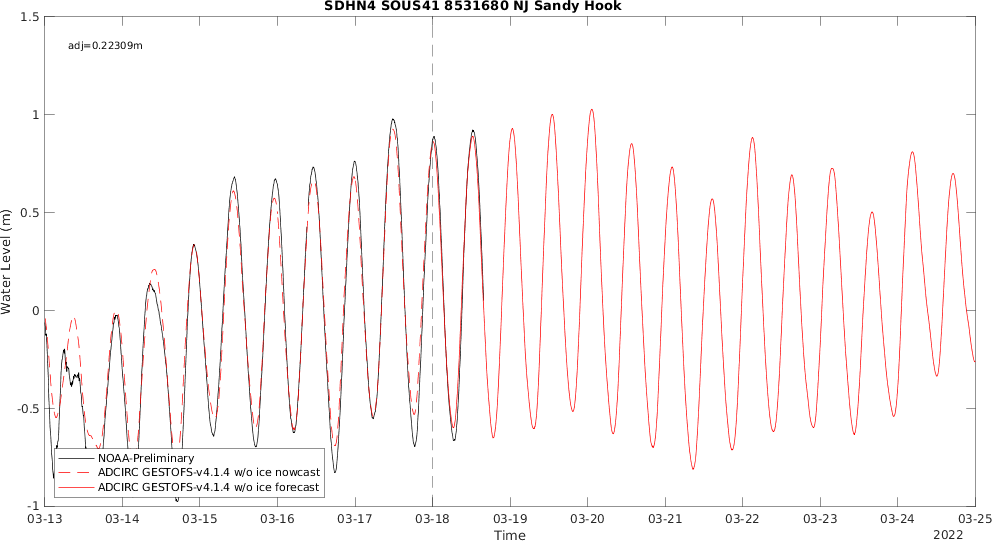 SDHN4 SOUS41 8531680 NJ Sandy Hook
adj=0.22309m
1.5
1
0.5
0
-0.5
-1
Water Level (m)
NOAA-Preliminary
ADCIRC GESTOFS-v4.1.4 w/o ice nowcast
ADCIRC GESTOFS-v4.1.4 w/o ice forecast
03-13 03-14 03-15 03-16 03-17 03-18 03-19 03-20 03-21 03-22 03-23 03-24 03-25
Time
2022